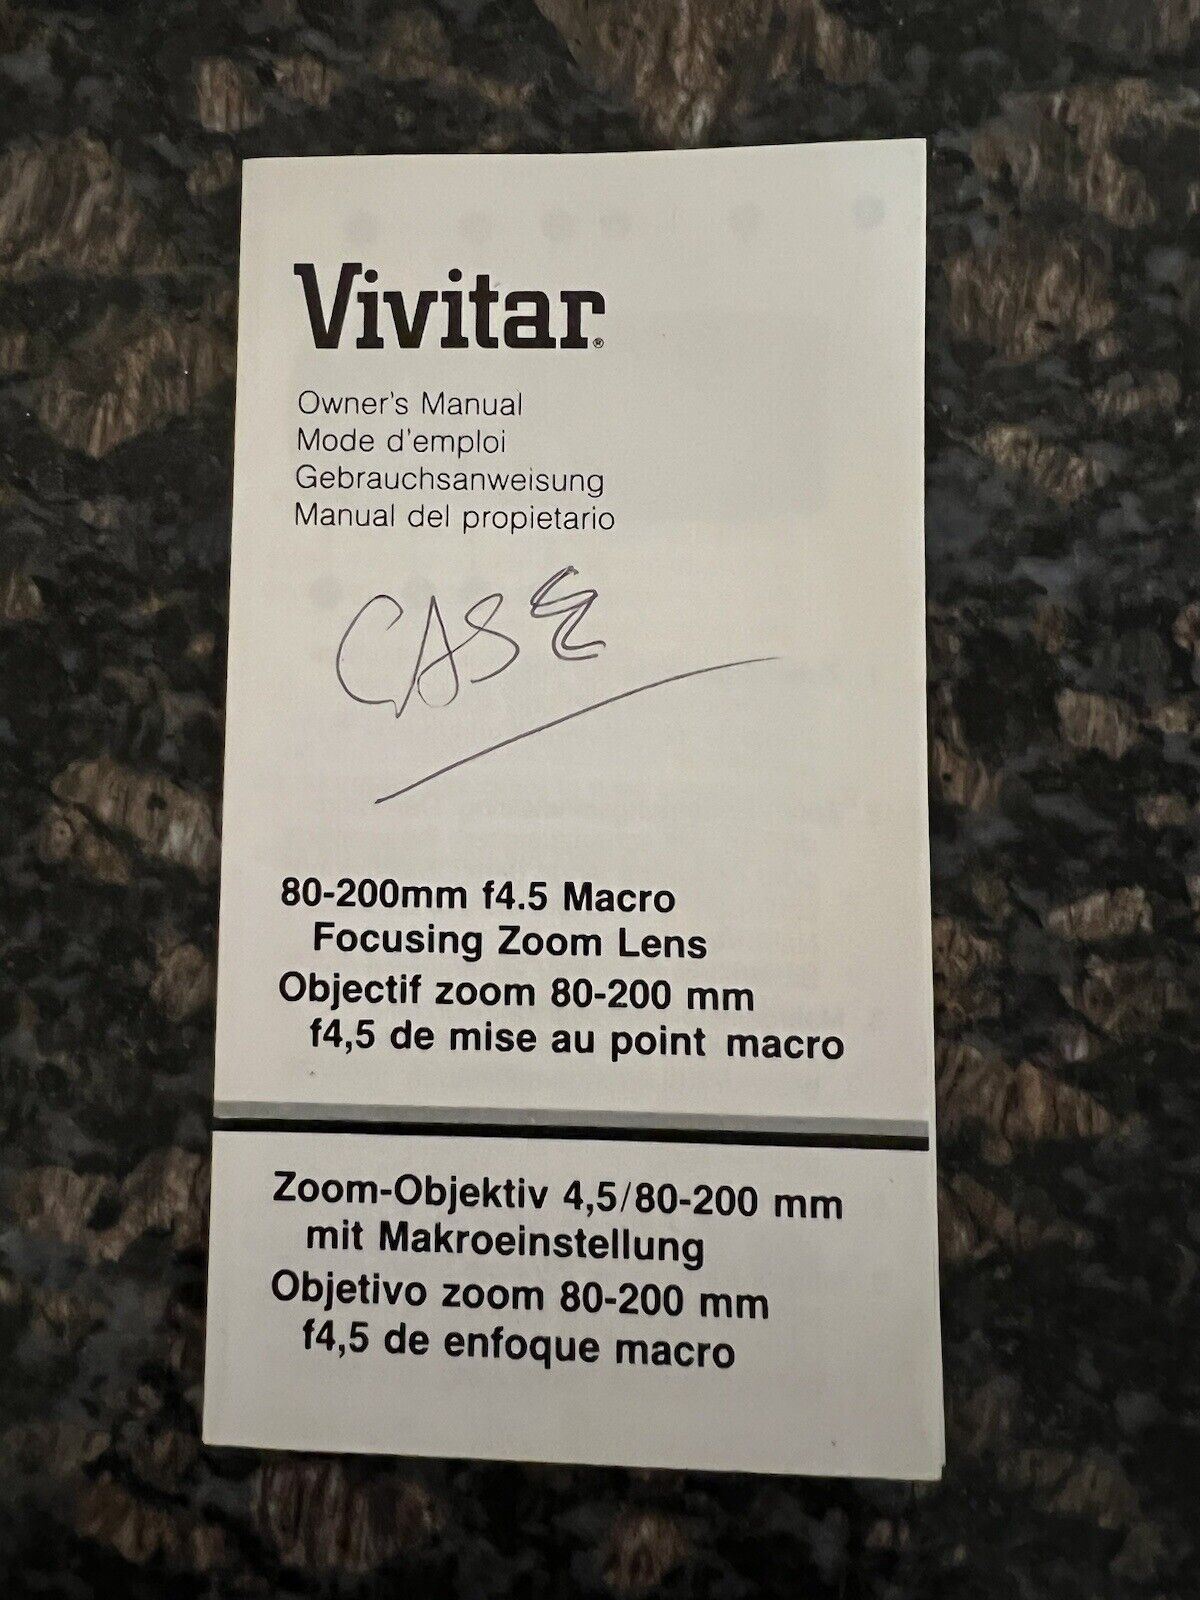 Vivitar®
Owner's Manual
Mode d'emploi
Gebrauchsanweisung
Manual del propietario
CASE
80-200mm f4.5 Macro
Focusing Zoom Lens
Objectif zoom 80-200 mm
f4,5 de mise au point macro
Zoom-Objektiv 4,5/80-200 mm
mit Makroeinstellung
Objetivo zoom 80-200 mm
f4,5 de enfoque macro